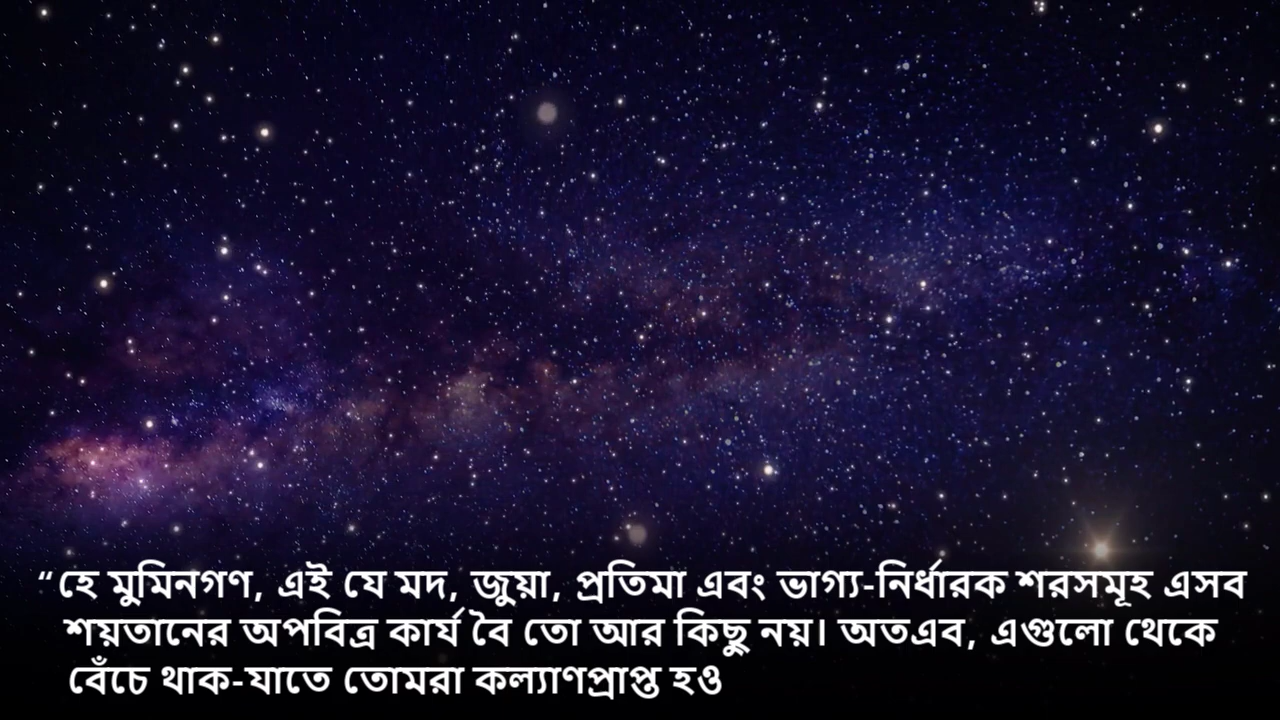 “হে মুমিনগণ, এই যে মদ, জুয়া, প্রতিমা এবং ভাগ্য-নির্ধারক শরসমূহ এসব
শয়তানের অপবিত্র কার্য বৈ তো আর কিছু নয়। অতএব, এগুলো থেকে
বেঁচে থাক-যাতে তোমরা কল্যাণপ্রাপ্ত হও